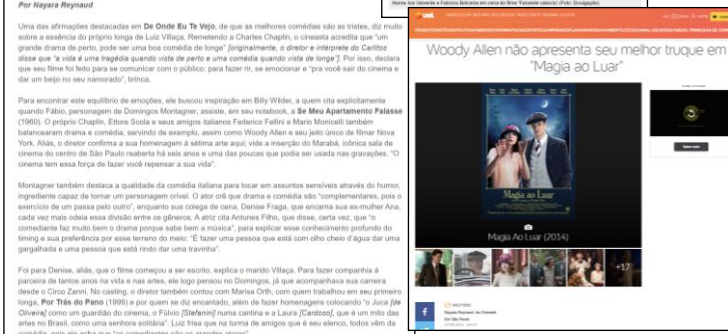 Por Nayara Reynaud
Uma das afirmações destacadas em De Onde Eu Te Vejo, de que as melhores comédias são as tristes, diz muito
sobre a essência do próprio longa de Luiz Villaça. Remetendo a Charles Chaplin, o cineasta acredita que "um
grande drama de perto, pode ser uma boa comédia de longe" [originalmente, o diretor e intérprete do Carlitos
disse que "a vida é uma tragédia quando vista de perto e uma comédia quando vista de longe"]. Por isso, declara
que seu filme foi feito para se comunicar com o público: para fazer rir, se emocionar e "pra você sair do cinema e
dar um beijo no seu namorado", brinca.
Para encontrar este equilíbrio de emoções, ele buscou inspiração em Billy Wilder, a quem cita explicitamente
quando Fábio, personagem de Domingos Montagner, assiste, em seu notebook, a Se Meu Apartamento Falasse
(1960). O próprio Chaplin, Ettore Scola e seus amigos italianos Federico Fellini e Mario Monicelli também
balancearam drama e comédia, servindo de exemplo, assim como Woody Allen e seu jeito único de filmar Nova
York. Aliás, o diretor confirma a sua homenagem à sétima arte aqui; vide a inserção do Marabá, icônica sala de
cinema do centro de São Paulo reaberta há seis anos e uma das poucas que podia ser usada nas gravações. "O
cinema tem essa força de fazer você repensar a sua vida".
Montagner também destaca a qualidade da comédia italiana para tocar em assuntos sensíveis através do humor,
ingrediente capaz de tornar um personagem crível. O ator crê que drama e comédia são "complementares, pois o
exercício de um passa pelo outro", enquanto sua colega de cena, Denise Fraga, que encarna sua ex-mulher Ana,
cada vez mais odeia essa divisão entre os gêneros. A atriz cita Antunes Filho, que disse, certa vez, que "o
comediante faz muito bem o drama porque sabe bem a música", para explicar esse conhecimento profundo do
timing e sua preferência por esse terreno do meio: "É fazer uma pessoa que está com olho cheio d'água dar uma
gargalhada e uma pessoa que está rindo dar uma travinha".
Foi para Denise, aliás, que o filme começou a ser escrito, explica o marido Villaça. Para fazer companhia à
parceira de tantos anos na vida e nas artes, ele logo pensou no Domingos, já que acompanhava sua carreira
desde o Circo Zanni. No casting, o diretor também contou com Marisa Orth, com quem trabalhou em seu primeiro
longa, Por Trás do Pano (1999) e por quem se diz encantado, além de fazer homenagens colocando "o Juca [de
Oliveira] como um guardião do cinema, o Fúlvio [Stefanini] numa cantina e a Laura [Cardoso], que é um mito das
artes no Brasil, como uma senhora solitária". Luiz frisa que na turma de amigos que é seu elenco, todos vêm da
Woody Allen não apresenta seu melhor truque em
"Magia ao Luar"
Magia ao Luar
Magia Ao Luar (2014)
+17